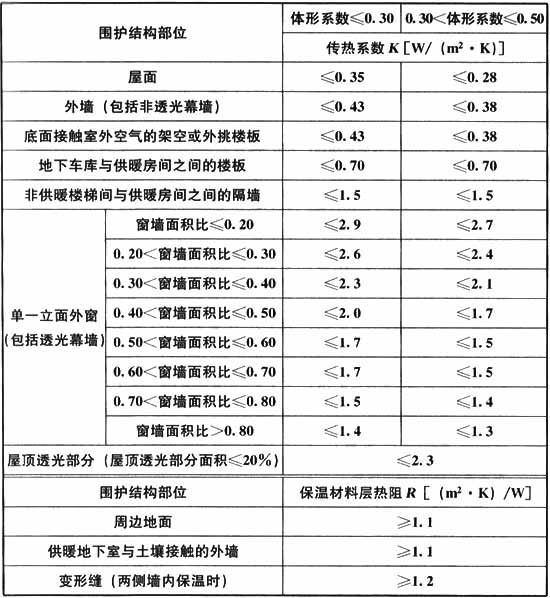 围护结构部位 体形系数≤0.30 0.30<体形系数≤0.50
传热系数 K [W/ (m²·K)]
屋面 ≤0.35 ≤0.28
外墙 (包括非透光幕墙) ≤0.43 ≤0.38
底面接触室外空气的架空或外挑楼板 ≤0.43 ≤0.38
地下车库与供暖房间之间的楼板 ≤0.70 ≤0.70
非供暖楼梯间与供暖房间之间的隔墙 ≤1.5 ≤1.5
单一立面外窗
(包括透光幕墙)
窗墙面积比≤0.20 ≤2.9 ≤2.7
0.20<窗墙面积比≤0.30 ≤2.6 ≤2.4
0.30<窗墙面积比≤0.40 ≤2.3 ≤2.1
0.40<窗墙面积比≤0.50 ≤2.0 ≤1.7
0.50<窗墙面积比≤0.60 ≤1.7 ≤1.5
0.60<窗墙面积比≤0.70 ≤1.7 ≤1.5
0.70<窗墙面积比≤0.80 ≤1.5 ≤1.4
窗墙面积比>0.80 ≤1.4 ≤1.3
屋顶透光部分 (屋顶透光部分面积≤20%) ≤2.3
围护结构部位 保温材料层热阻 R [ (m²·K) /W]
周边地面 ≥1.1
供暖地下室与土壤接触的外墙 ≥1.1
变形缝 (两侧墙内保温时) ≥1.2